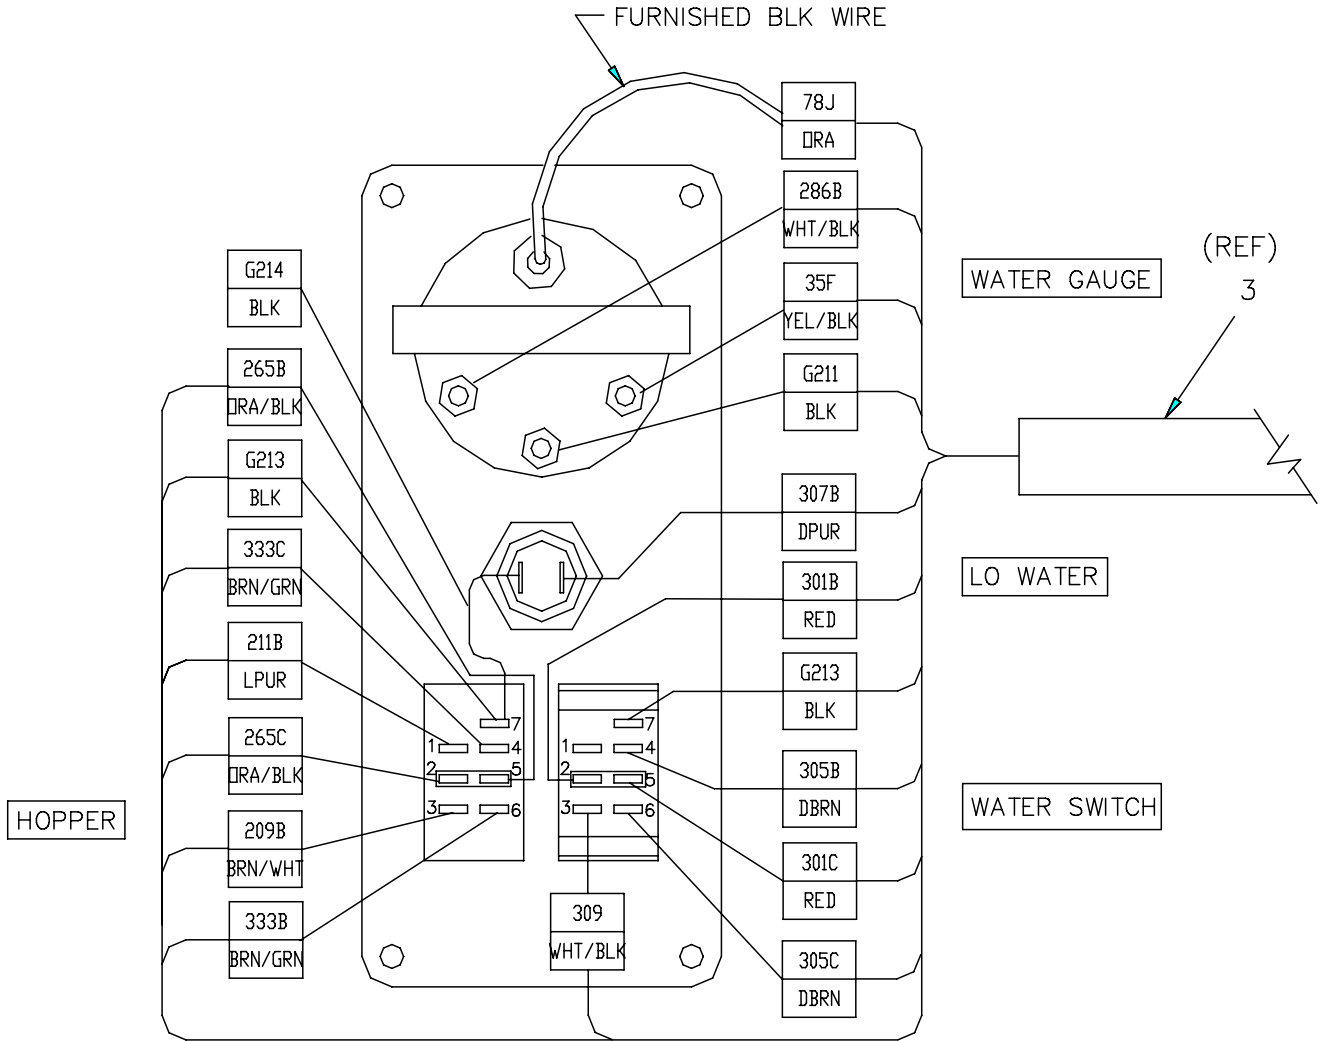 FURNISHED BLK WIRE
78J
ORA
286B
WHT/BLK
35F
YEL/BLK
G211
BLK
WATER GAUGE
(REF)
3
G214
BLK
265B
ORA/BLK
G213
BLK
333C
BRN/GRN
211B
LPUR
265C
ORA/BLK
209B
BRN/WHT
333B
BRN/GRN
HOPPER
307B
DPUR
LO WATER
301B
RED
G213
BLK
305B
DBRN
WATER SWITCH
301C
RED
305C
DBRN
7
1 4
2 5
3 6
7
1 4
2 5
3 6
309
WHT/BLK